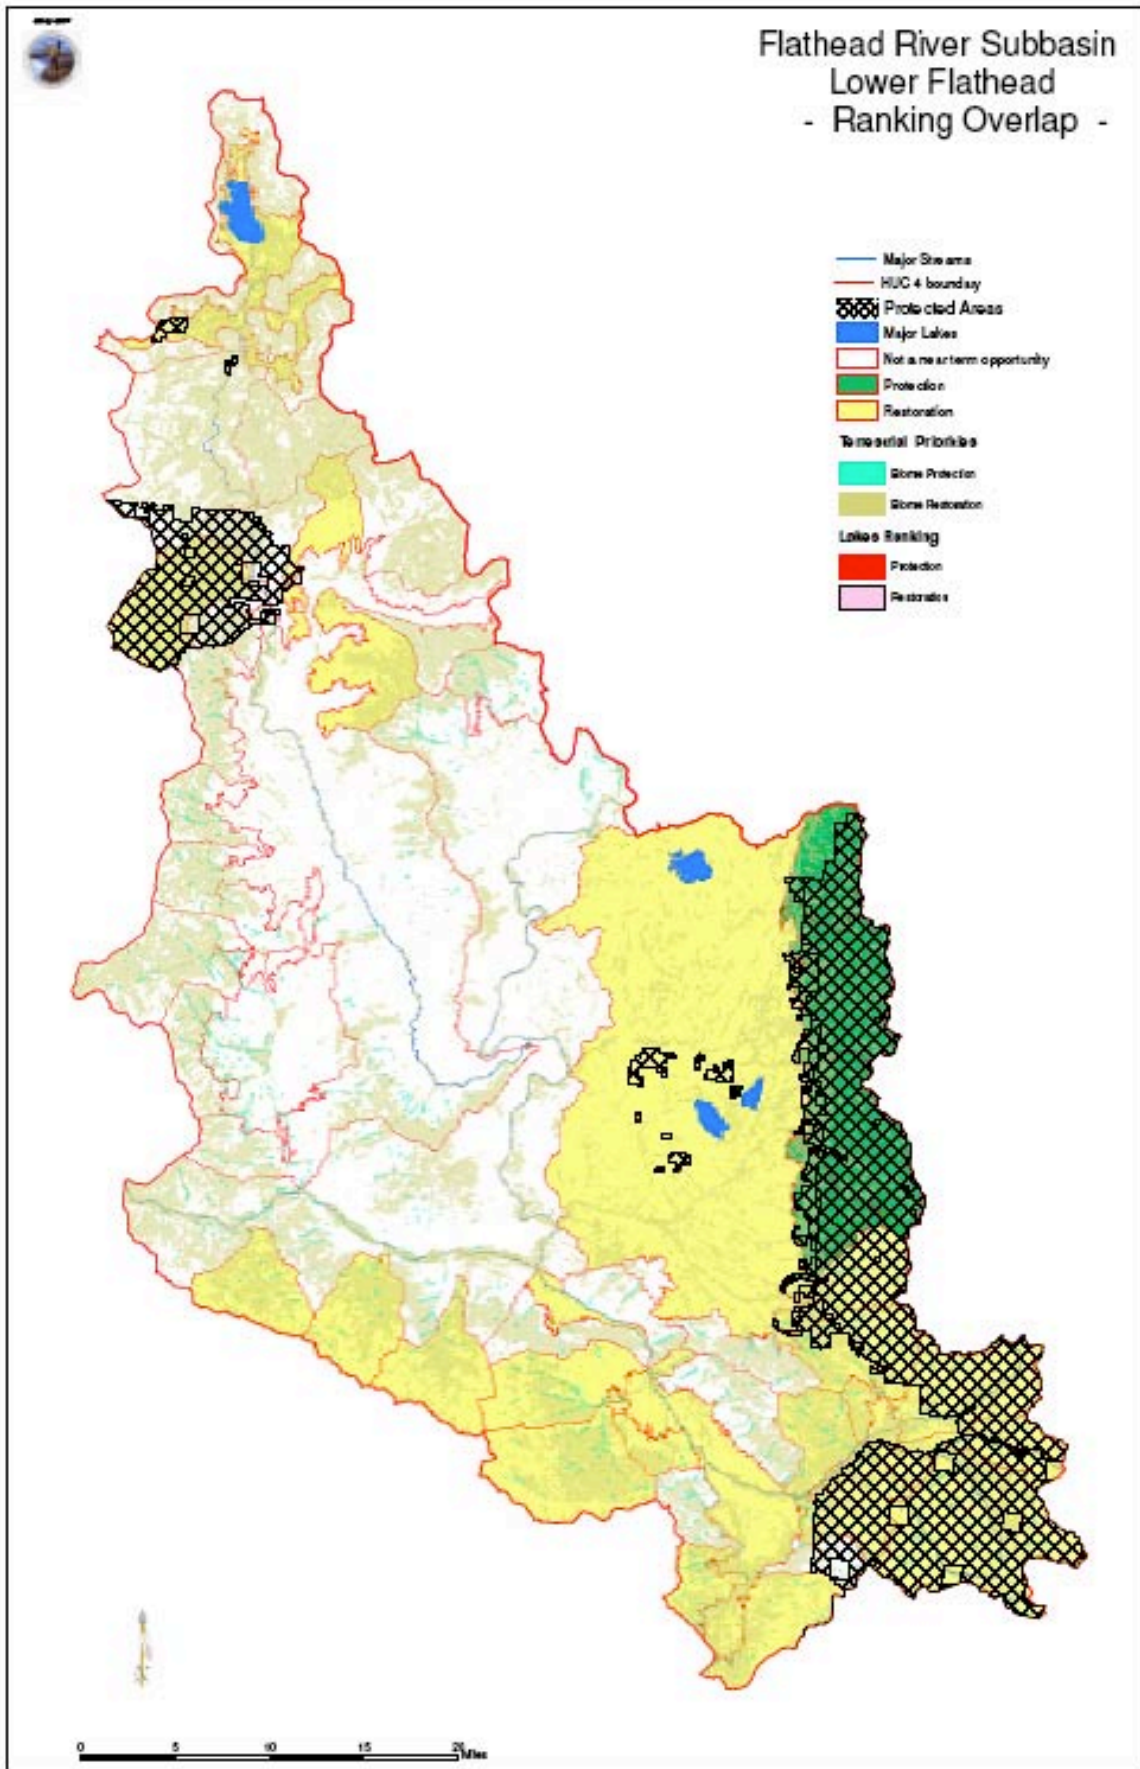 Flathead River Subbasin
Lower Flathead
- Ranking Overlap -
Major Streams
HUC 4 boundary
Protected Areas
Major Lakes
Not a near term opportunity
Protection
Restoration
Terrestrial Priorities
Biome Protection
Biome Restoration
Lakes Ranking
Protection
Restoration
0 5 10 15 20 Miles